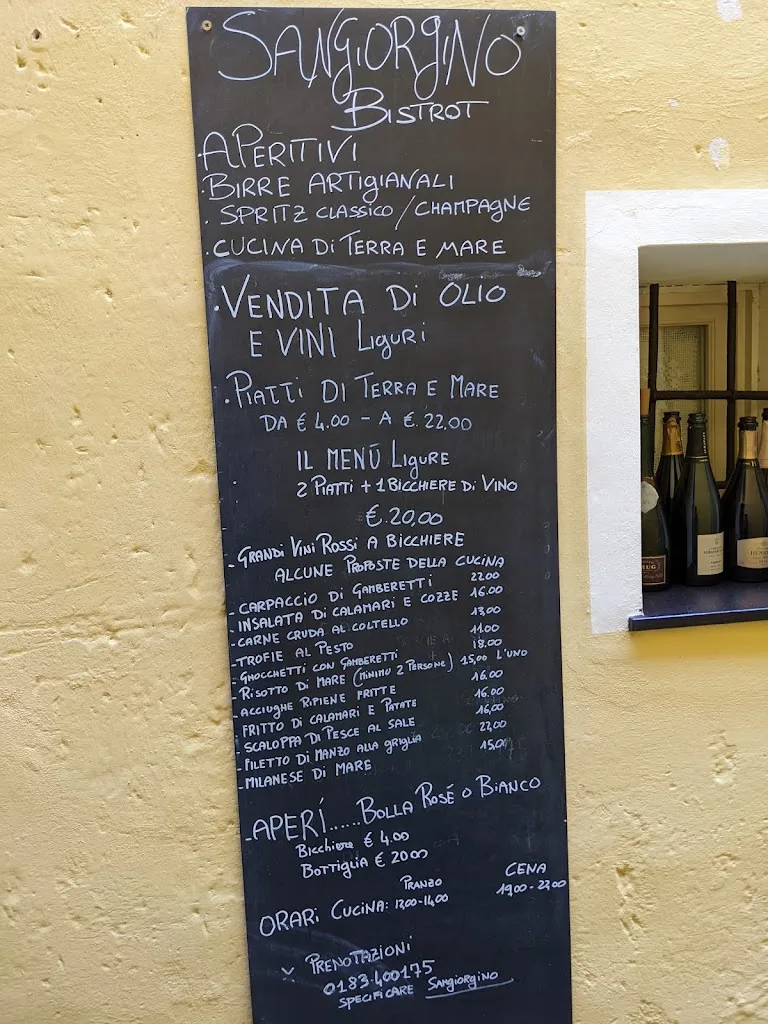 SANGIORGINO
BISTROT
APERITIVI
·BIRRE ARTIGIANALI
·SPRITZ CLASSICO/CHAMPAGNE
·CUCINA Di TERRA E MARE
·VENDITA Di OLIO
E VINI LIGURI
·PIATTI DI TERRA E MARE
DA € 4.00 - A €.22,00
IL MENÚ LIGURE
2 PIATTI + 1 BICCHIERE Di VINO
€.20,00
-GRANDI VINI ROSSI A BICCHIERE
ALCUNE PROPOSTE DELLA CUCINA
-CARPACCIO DI GAMBERETTI 22.00
-INSALATA DI CALAMARI E COZZE 16.00
-CARNE CRUDA AL COLTELLO 13.00
-TROFIE AL PESTO 11.00
-GNOCCHETTI CON GAMBERETTI 18.00
-RISOTTO DI MARE (MINIMO 2 PERSONE) 15,00 L'UNO
-ACCIUGHE RIPIENE FRITTE 16.00
-FRITTO DI CALAMARI E PATATE 16.00
-SCALOPPA DI PESCE AL SALE 16,00
-FILETTO DI MANZO ALLA GRIGLIA 22,00
-MILANESE DI MARE 15.00
-APERÍ......BOLLA ROSÉ O BIANCO
Bicchiere € 4.00
BOTTIGLIA € 20.00
PRANZO CENA
ORARI CUCINA: 12,00-14,00 19,00-22,00
PRENOTAZIONI
0183.400175
SPECIFICARE SANGIORGINO